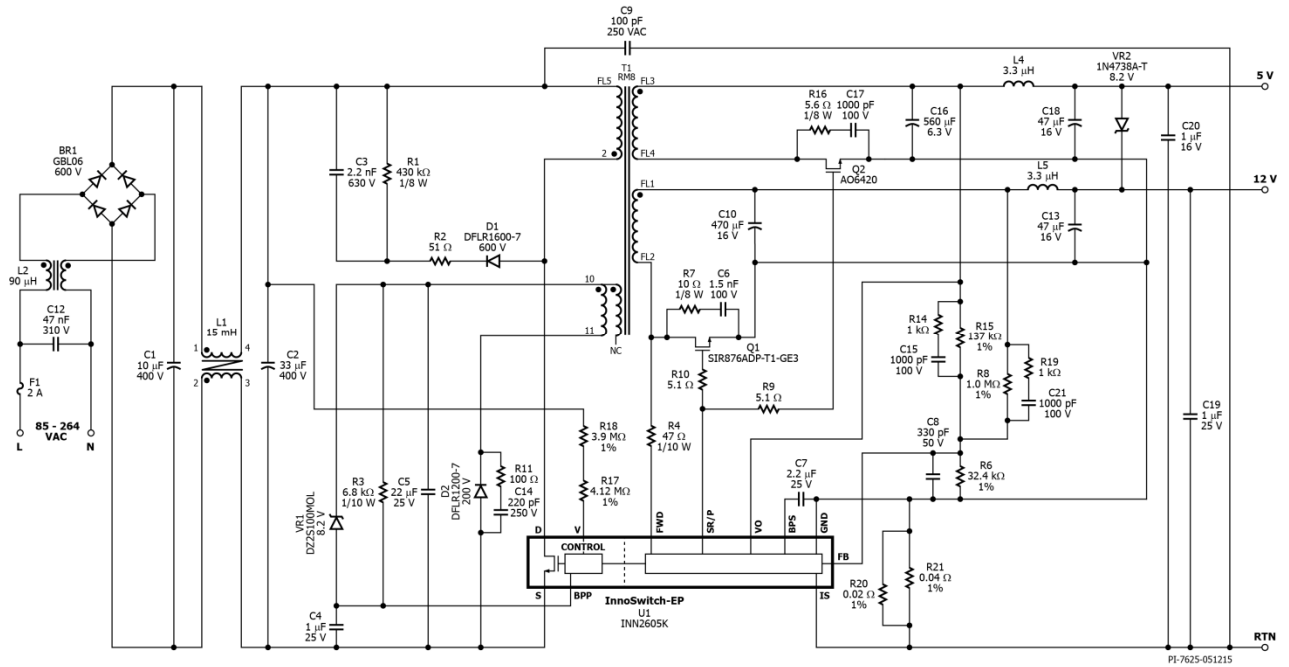 C9
100 pF
250 VAC
T1
RM8
FL5
FL3
2
FL4
FL1
FL2
10
11
NC
L4
3.3 μH
VR2
1N4738A-T
8.2 V
5 V
R16
5.6 Ω
1/8 W
C17
1000 pF
100 V
Q2
AO6420
C16
560 μF
6.3 V
C18
47 μF
16 V
C20
1 μF
16 V
L5
3.3 μH
12 V
C10
470 μF
16 V
C13
47 μF
16 V
BR1
GBL06
600 V
L2
90 μH
C12
47 nF
310 V
F1
2 A
85 - 264
VAC
L
N
C1
10 μF
400 V
L1
15 mH
1
4
2
3
C2
33 μF
400 V
C3
2.2 nF
630 V
R1
430 kΩ
1/8 W
R2
51 Ω
D1
DFLR1600-7
600 V
R7
10 Ω
1/8 W
C6
1.5 nF
100 V
Q1
SIR876ADP-T1-GE3
R10
5.1 Ω
R9
5.1 Ω
R4
47 Ω
1/10 W
R14
1 kΩ
C15
1000 pF
100 V
R15
137 kΩ
1%
R19
1 kΩ
R8
1.0 MΩ
1%
C21
1000 pF
100 V
C8
330 pF
50 V
R6
32.4 kΩ
1%
C19
1 μF
25 V
C7
2.2 μF
25 V
R18
3.9 MΩ
1%
R17
4.12 MΩ
1%
R3
6.8 kΩ
1/10 W
C5
22 μF
25 V
VR1
DZ2S100MOL
8.2 V
D2
DFLR1200-7
200 V
R11
100 Ω
C14
220 pF
250 V
C4
1 μF
25 V
D
V
FWD
SR/P
VO
BPS
GND
CONTROL
FB
S
BPP
IS
InnoSwitch-EP
U1
INN2605K
R20
0.02 Ω
1%
R21
0.04 Ω
1%
RTN
PI-7625-051215